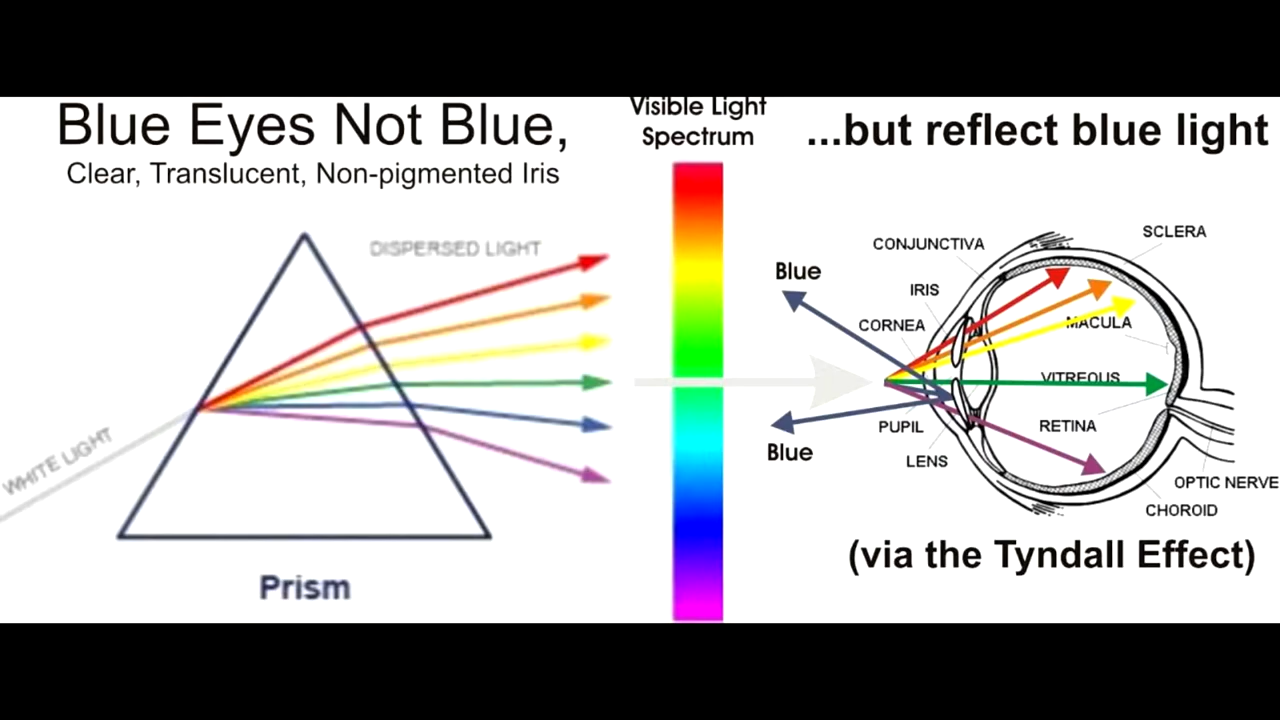 Blue Eyes Not Blue,
Clear, Translucent, Non-pigmented Iris
DISPERSED LIGHT
WHITE LIGHT
Prism
Visible Light
Spectrum
...but reflect blue light
SCLERA
CONJUNCTIVA
Blue
IRIS
CORNEA
MACULA
VITREOUS
PUPIL
RETINA
Blue
LENS
OPTIC NERVE
CHOROID
(via the Tyndall Effect)